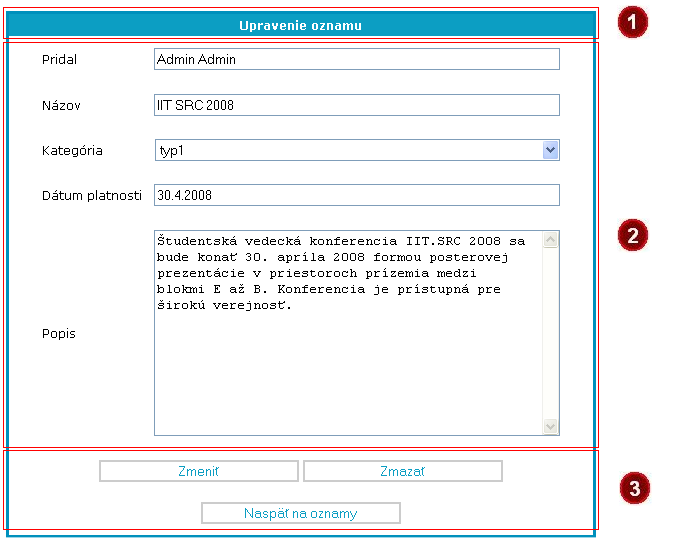 Upravenie oznamu
1
Pridal
Admin Admin
Názov
IIT SRC 2008
Kategória
typ1
Dátum platnosti
30.4.2008
2
Študentská vedecká konferencia IIT.SRC 2008 sa
bude konať 30. apríla 2008 formou posterovej
prezentácie v priestoroch prízemia medzi
blokmi E až B. Konferencia je prístupná pre
širokú verejnosť.
Popis
Zmeniť
Zmazať
3
Naspäť na oznamy